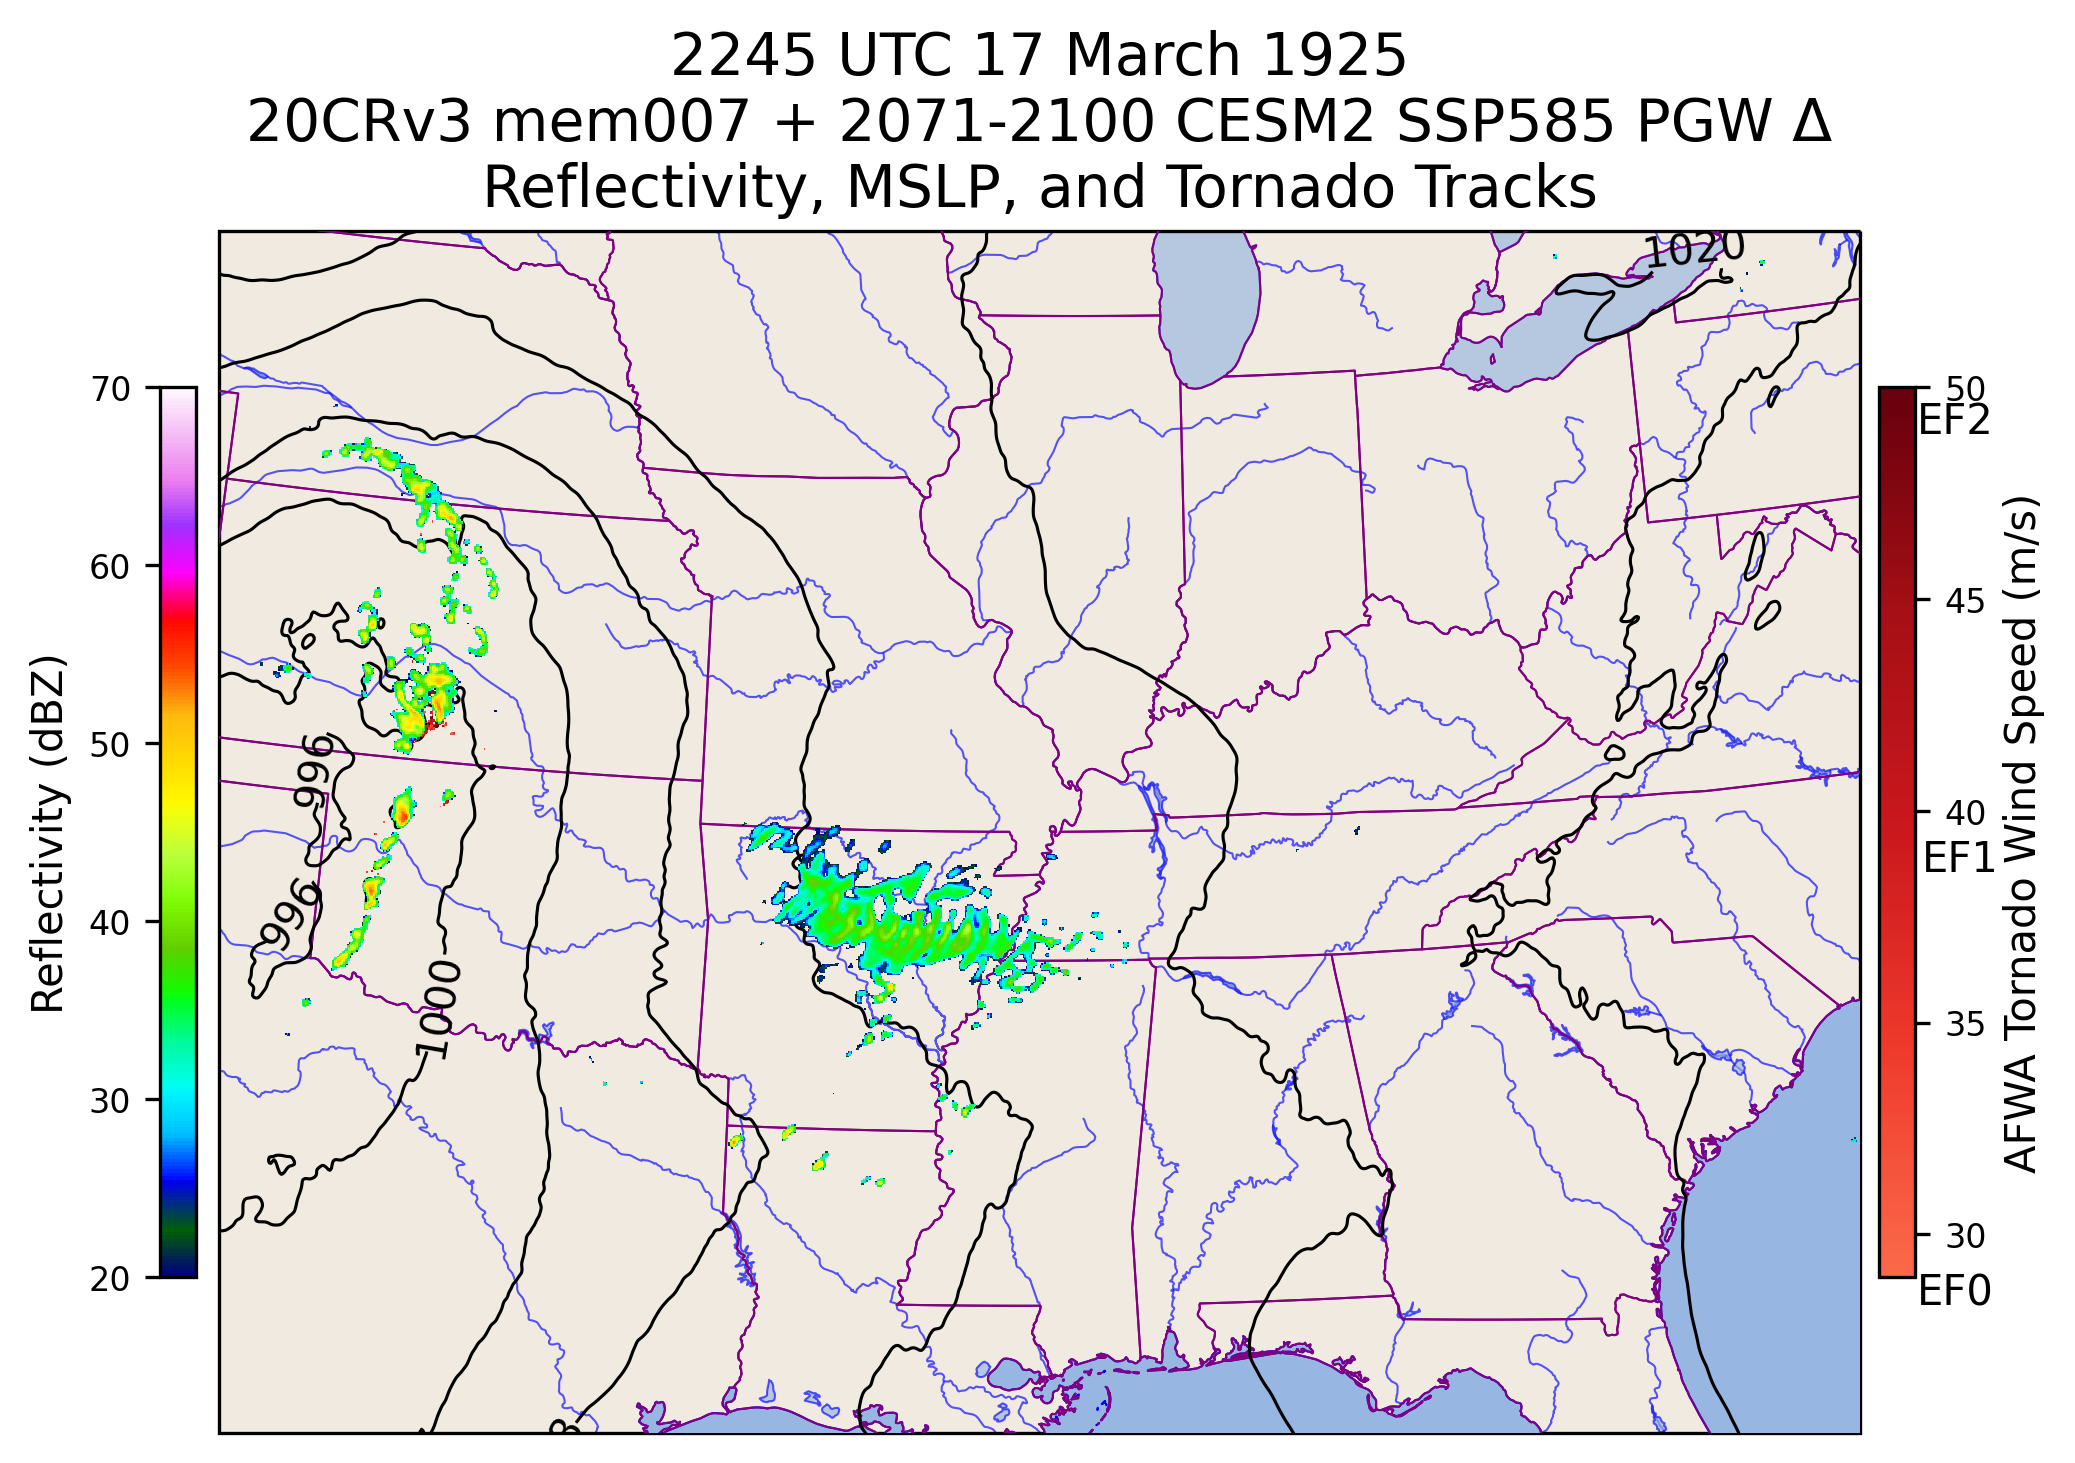 2245 UTC 17 March 1925
20CRv3 mem007 + 2071-2100 CESM2 SSP585 PGW Δ
Reflectivity, MSLP, and Tornado Tracks
1020
996
996
1000
70
60
50
40
30
20
Reflectivity (dBZ)
50
EF2
45
40
EF1
35
30
EF0
AFWA Tornado Wind Speed (m/s)